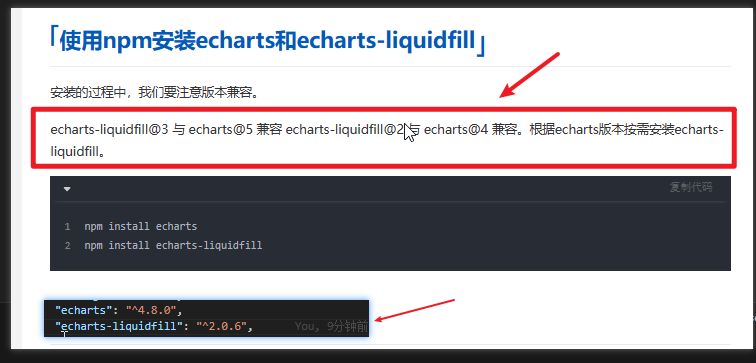 「使用npm安装echarts和echarts-liquidfill」
安装的过程中，我们要注意版本兼容。
echarts-liquidfill@3 与 echarts@5 兼容 echarts-liquidfill@2 与 echarts@4 兼容。根据echarts版本按需安装echarts-
liquidfill。
复制代码
1 npm install echarts
2 npm install echarts-liquidfill
"echarts": "^4.8.0",
"echarts-liquidfill": "^2.0.6", You, 9分钟前